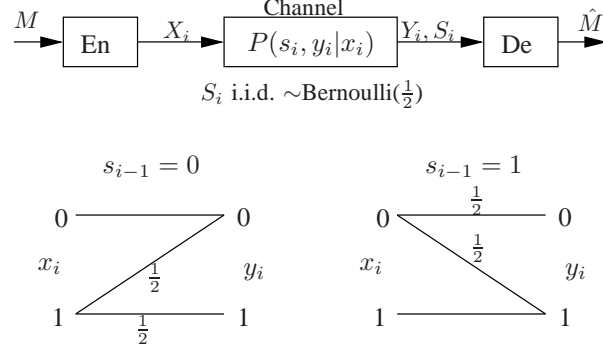 Channel
M En X_i P(s_i, y_i|x_i) Y_i, S_i De M̂
S_i i.i.d. ~Bernoulli(1/2)
s_{i-1} = 0 s_{i-1} = 1
1/2
0 0 0 0
1/2
x_i y_i x_i y_i
1/2
1 1 1 1
1/2